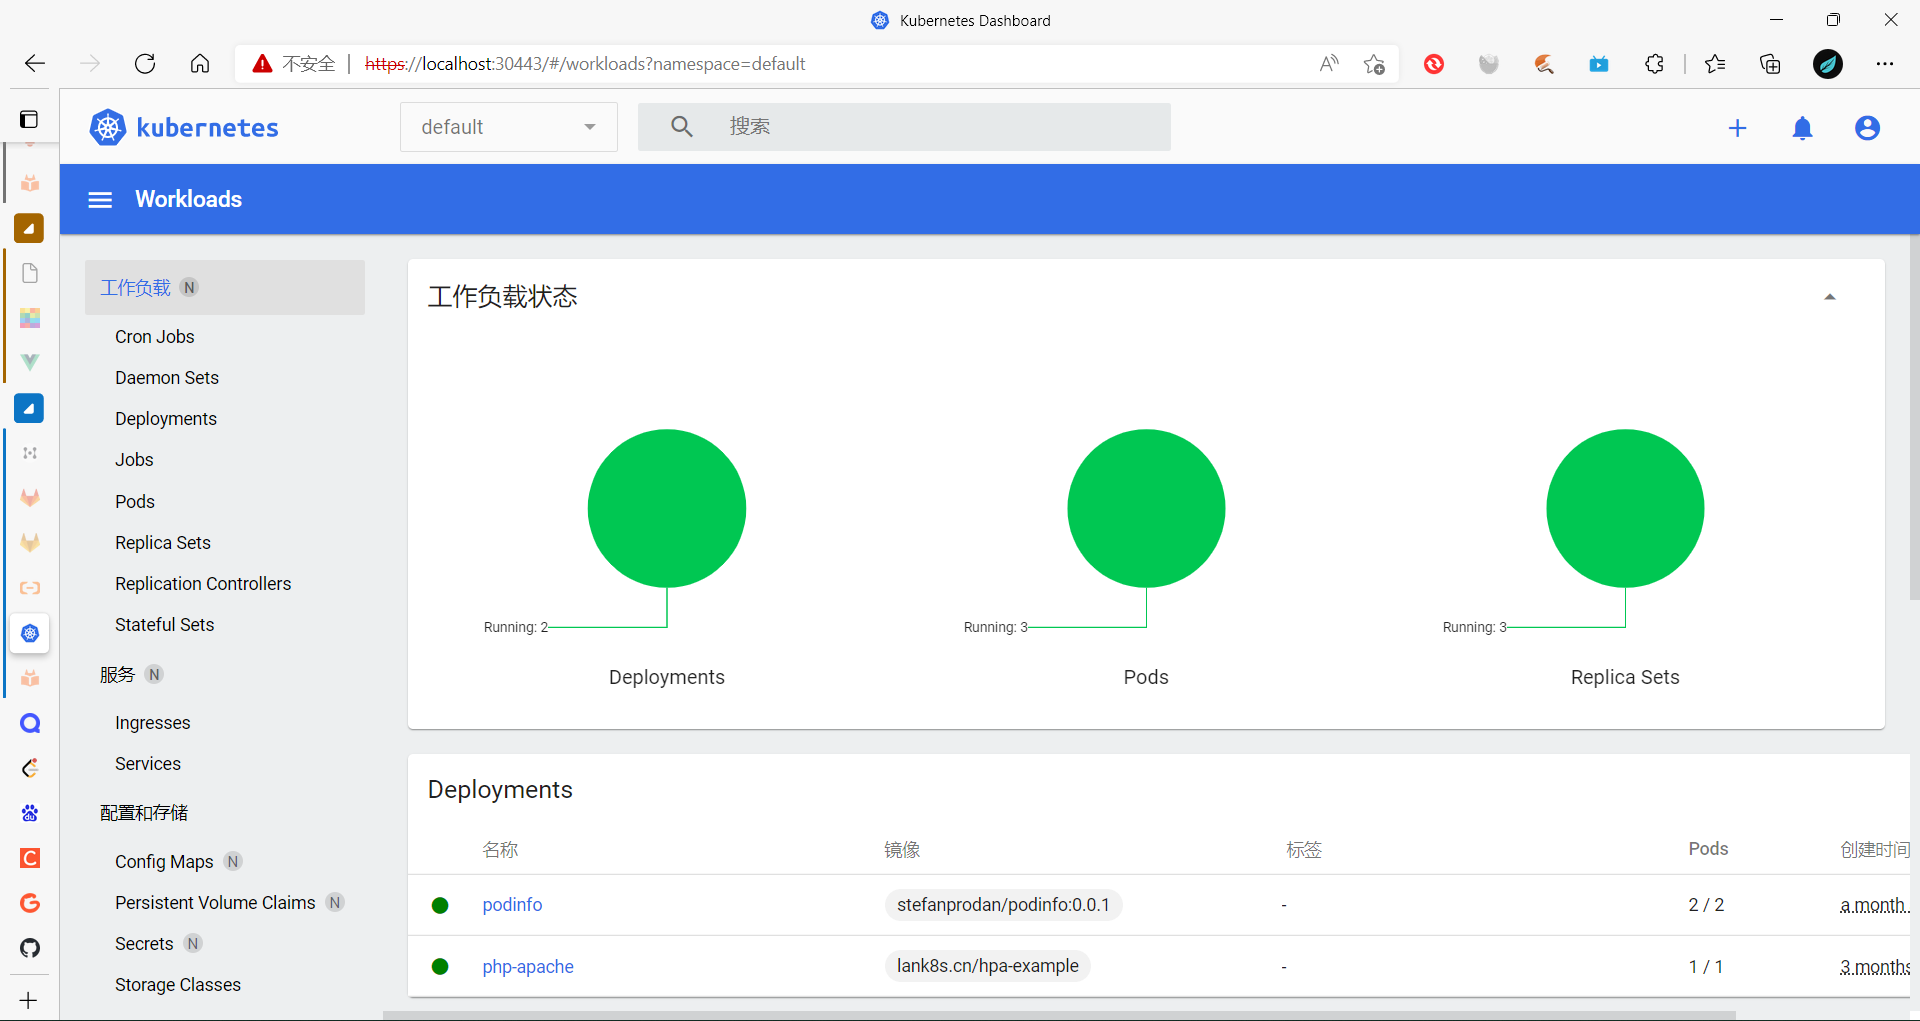 Kubernetes Dashboard
不安全 | https://localhost:30443/#/workloads?namespace=default
kubernetes
default
搜索
Workloads
工作负载 N
Cron Jobs
Daemon Sets
Deployments
Jobs
Pods
Replica Sets
Replication Controllers
Stateful Sets
服务 N
Ingresses
Services
配置和存储
Config Maps N
Persistent Volume Claims N
Secrets N
Storage Classes
工作负载状态
Running: 2
Running: 3
Running: 3
Deployments
Pods
Replica Sets
Deployments
名称 镜像 标签 Pods 创建时间
podinfo stefanprodan/podinfo:0.0.1 - 2 / 2 a month
php-apache lank8s.cn/hpa-example - 1 / 1 3 months